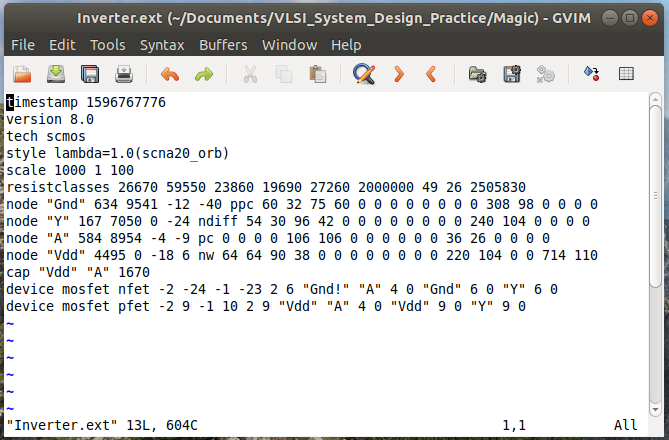 Inverter.ext (~/Documents/VLSI_System_Design_Practice/Magic) - GVIM
File Edit Tools Syntax Buffers Window Help
timestamp 1596767776
version 8.0
tech scmos
style lambda=1.0(scna20_orb)
scale 1000 1 100
resistclasses 26670 59550 23860 19690 27260 2000000 49 26 2505830
node "Gnd" 634 9541 -12 -40 ppc 60 32 75 60 0 0 0 0 0 0 0 0 308 98 0 0 0 0
node "Y" 167 7050 0 -24 ndiff 54 30 96 42 0 0 0 0 0 0 0 0 240 104 0 0 0 0
node "A" 584 8954 -4 -9 pc 0 0 0 0 106 106 0 0 0 0 0 0 36 26 0 0 0 0
node "Vdd" 4495 0 -18 6 nw 64 64 90 38 0 0 0 0 0 0 0 0 220 104 0 0 714 110
cap "Vdd" "A" 1670
device mosfet nfet -2 -24 -1 -23 2 6 "Gnd!" "A" 4 0 "Gnd" 6 0 "Y" 6 0
device mosfet pfet -2 9 -1 10 2 9 "Vdd" "A" 4 0 "Vdd" 9 0 "Y" 9 0
~
~
~
~
~
~
"Inverter.ext" 13L, 604C 1,1 All